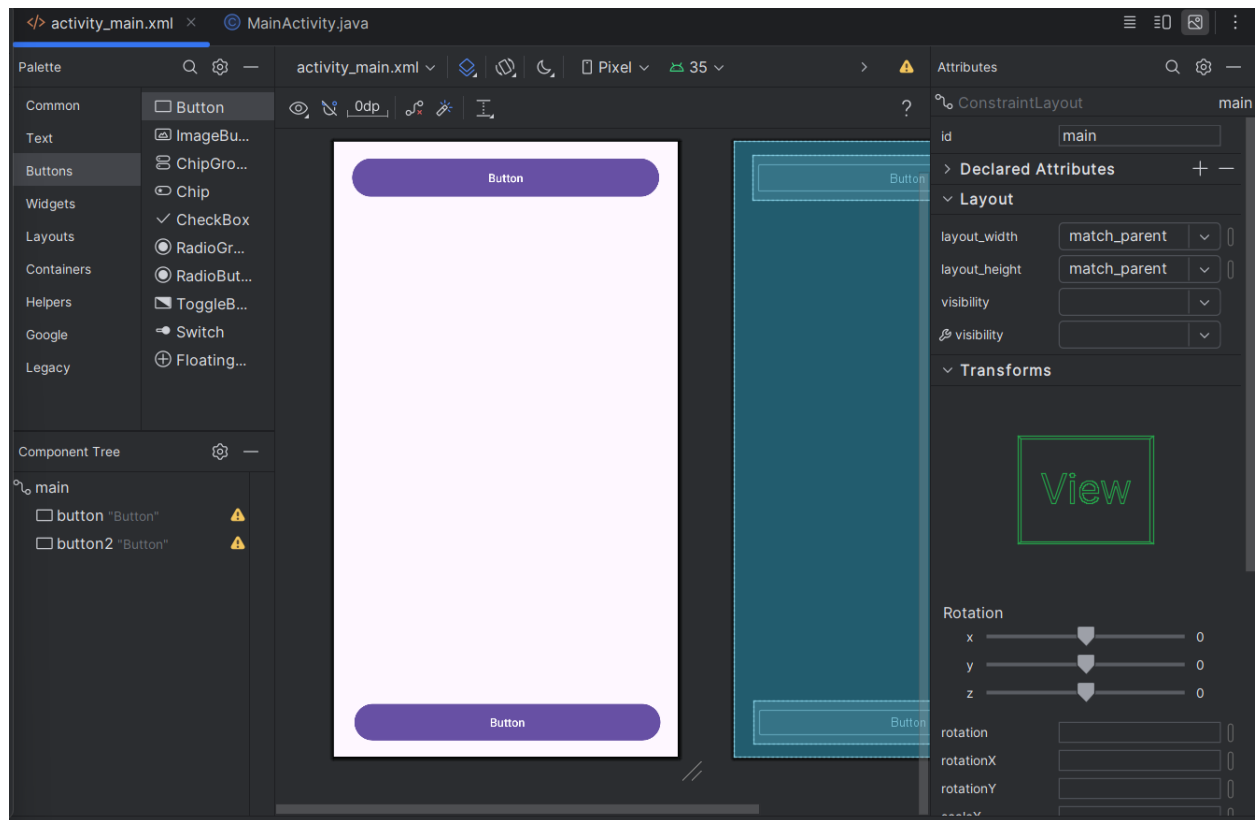 </> activity_main.xml × © MainActivity.java
Palette
Common
Text
Buttons
Widgets
Layouts
Containers
Helpers
Google
Legacy
Button
ImageBu...
ChipGro...
Chip
CheckBox
RadioGr...
RadioBut...
ToggleB...
Switch
Floating...
Component Tree
main
button "Button"
button2 "Button"
activity_main.xml Pixel 35
0dp ?
Button
Button
Button
Button
Attributes
ConstraintLayout main
id main
Declared Attributes
Layout
layout_width match_parent
layout_height match_parent
visibility
visibility
Transforms
View
Rotation
x 0
y 0
z 0
rotation
rotationX
rotationY